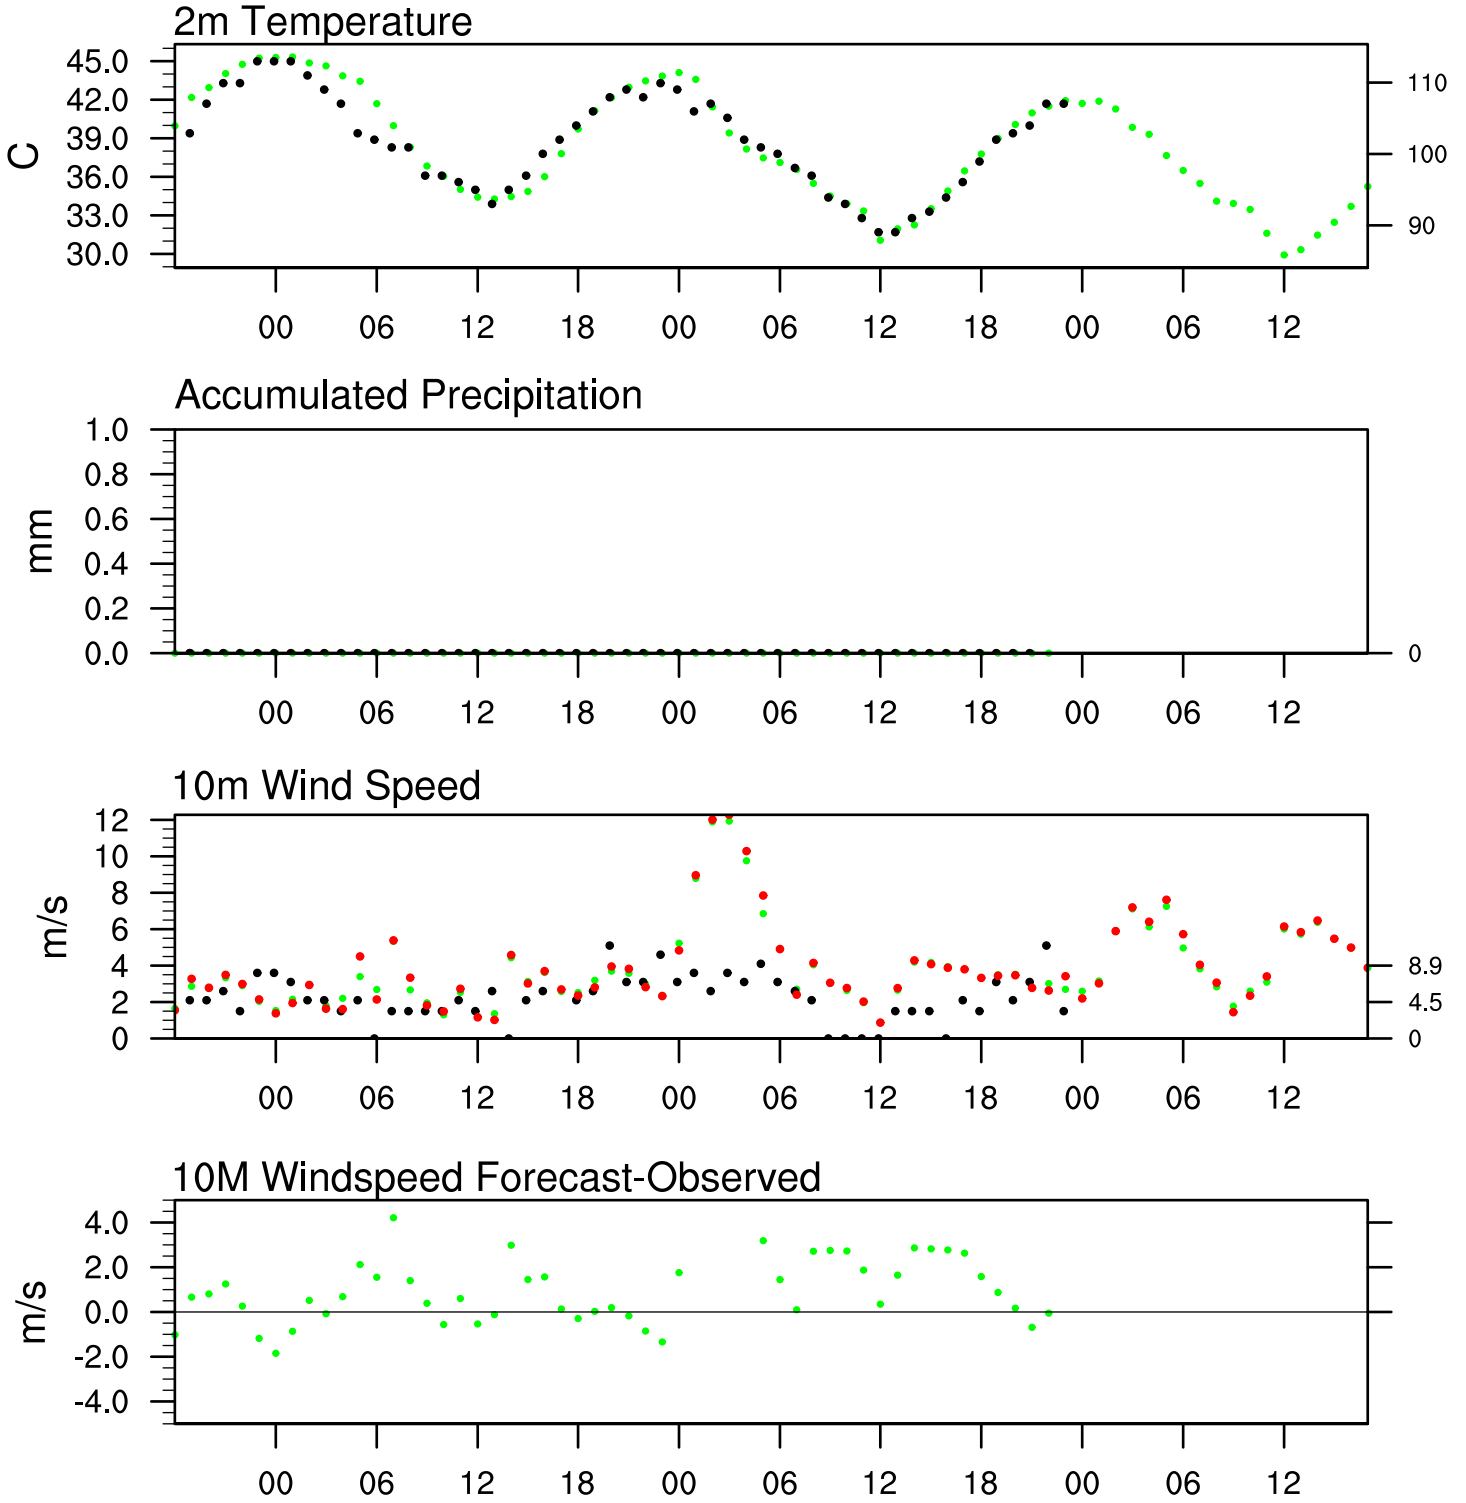 2m Temperature
45.0
42.0
39.0
36.0
33.0
30.0
C
110
100
90
00 06 12 18 00 06 12 18 00 06 12
Accumulated Precipitation
1.0
0.8
0.6
0.4
0.2
0.0
mm
0
00 06 12 18 00 06 12 18 00 06 12
10m Wind Speed
12
10
8
6
4
2
0
m/s
8.9
4.5
0
00 06 12 18 00 06 12 18 00 06 12
10M Windspeed Forecast-Observed
4.0
2.0
0.0
-2.0
-4.0
m/s
00 06 12 18 00 06 12 18 00 06 12